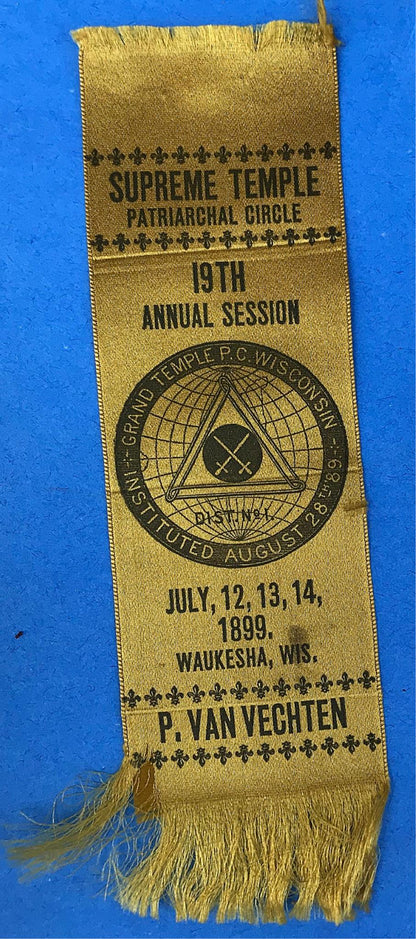 SUPREME TEMPLE
PATRIARCHAL CIRCLE
19TH
ANNUAL SESSION
GRAND TEMPLE P.C. WISCONSIN
DIST. No 1.
INSTITUTED AUGUST 28TH 89
JULY, 12, 13, 14,
1899.
WAUKESHA, WIS.
P. VAN VECHTEN